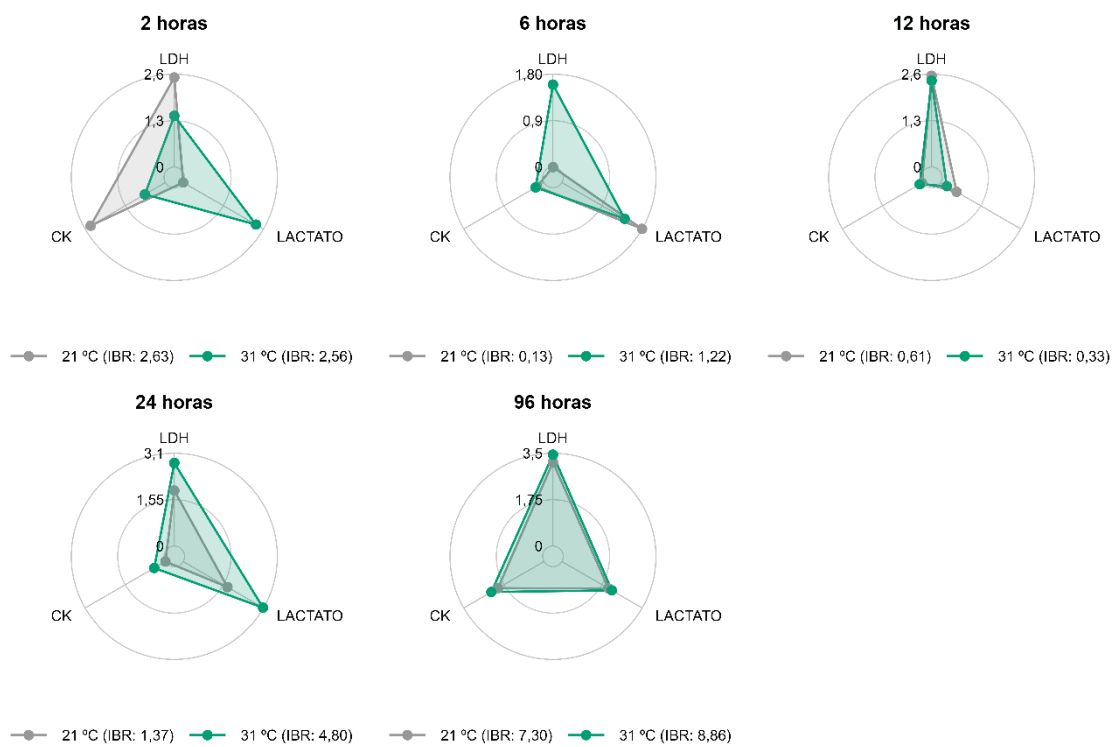 2 horas
LDH
2,6
1,3
0
CK
LACTATO
21 ºC (IBR: 2,63) 31 ºC (IBR: 2,56)
6 horas
LDH
1,80
0,9
0
CK
LACTATO
21 ºC (IBR: 0,13) 31 ºC (IBR: 1,22)
12 horas
LDH
2,6
1,3
0
CK
LACTATO
21 ºC (IBR: 0,61) 31 ºC (IBR: 0,33)
24 horas
LDH
3,1
1,55
0
CK
LACTATO
21 ºC (IBR: 1,37) 31 ºC (IBR: 4,80)
96 horas
LDH
3,5
1,75
0
CK
LACTATO
21 ºC (IBR: 7,30) 31 ºC (IBR: 8,86)